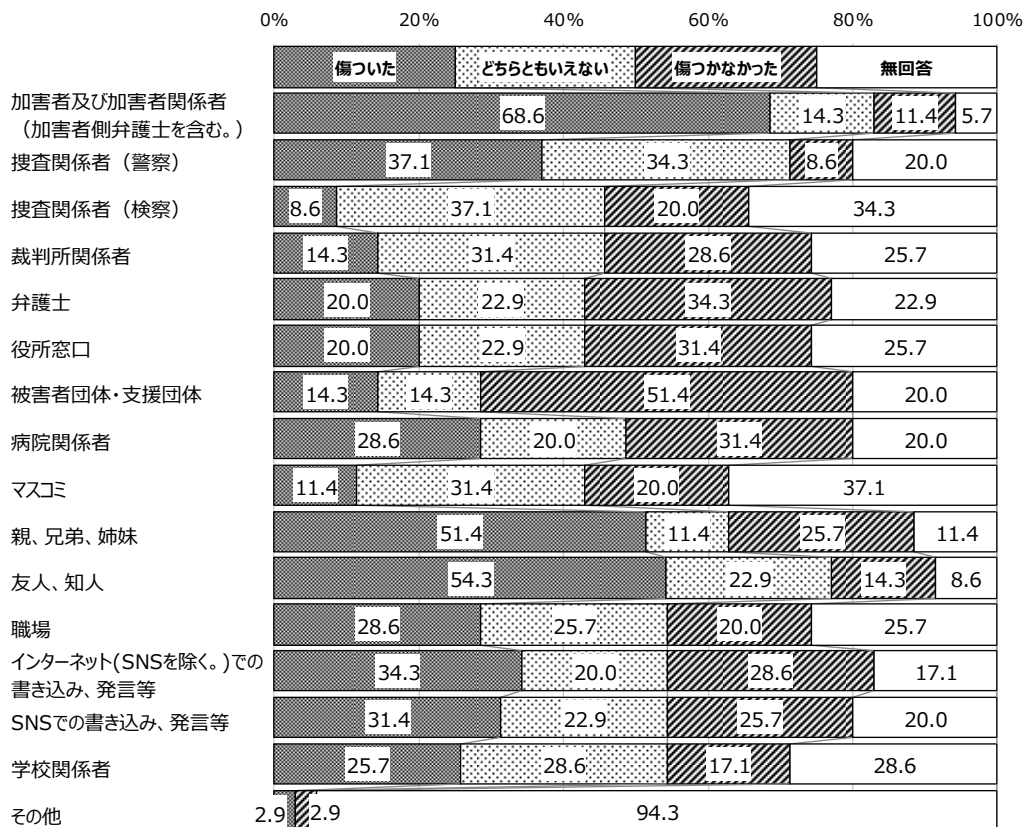 0% 20% 40% 60% 80% 100%
傷ついた どちらともいえない 傷つかなかった 無回答
加害者及び加害者関係者
（加害者側弁護士を含む。） 68.6 14.3 11.4 5.7
捜査関係者（警察） 37.1 34.3 8.6 20.0
捜査関係者（検察） 8.6 37.1 20.0 34.3
裁判所関係者 14.3 31.4 28.6 25.7
弁護士 20.0 22.9 34.3 22.9
役所窓口 20.0 22.9 31.4 25.7
被害者団体・支援団体 14.3 14.3 51.4 20.0
病院関係者 28.6 20.0 31.4 20.0
マスコミ 11.4 31.4 20.0 37.1
親、兄弟、姉妹 51.4 11.4 25.7 11.4
友人、知人 54.3 22.9 14.3 8.6
職場 28.6 25.7 20.0 25.7
インターネット(SNSを除く。)での
書き込み、発言等 34.3 20.0 28.6 17.1
SNSでの書き込み、発言等 31.4 22.9 25.7 20.0
学校関係者 25.7 28.6 17.1 28.6
その他 2.9 2.9 94.3